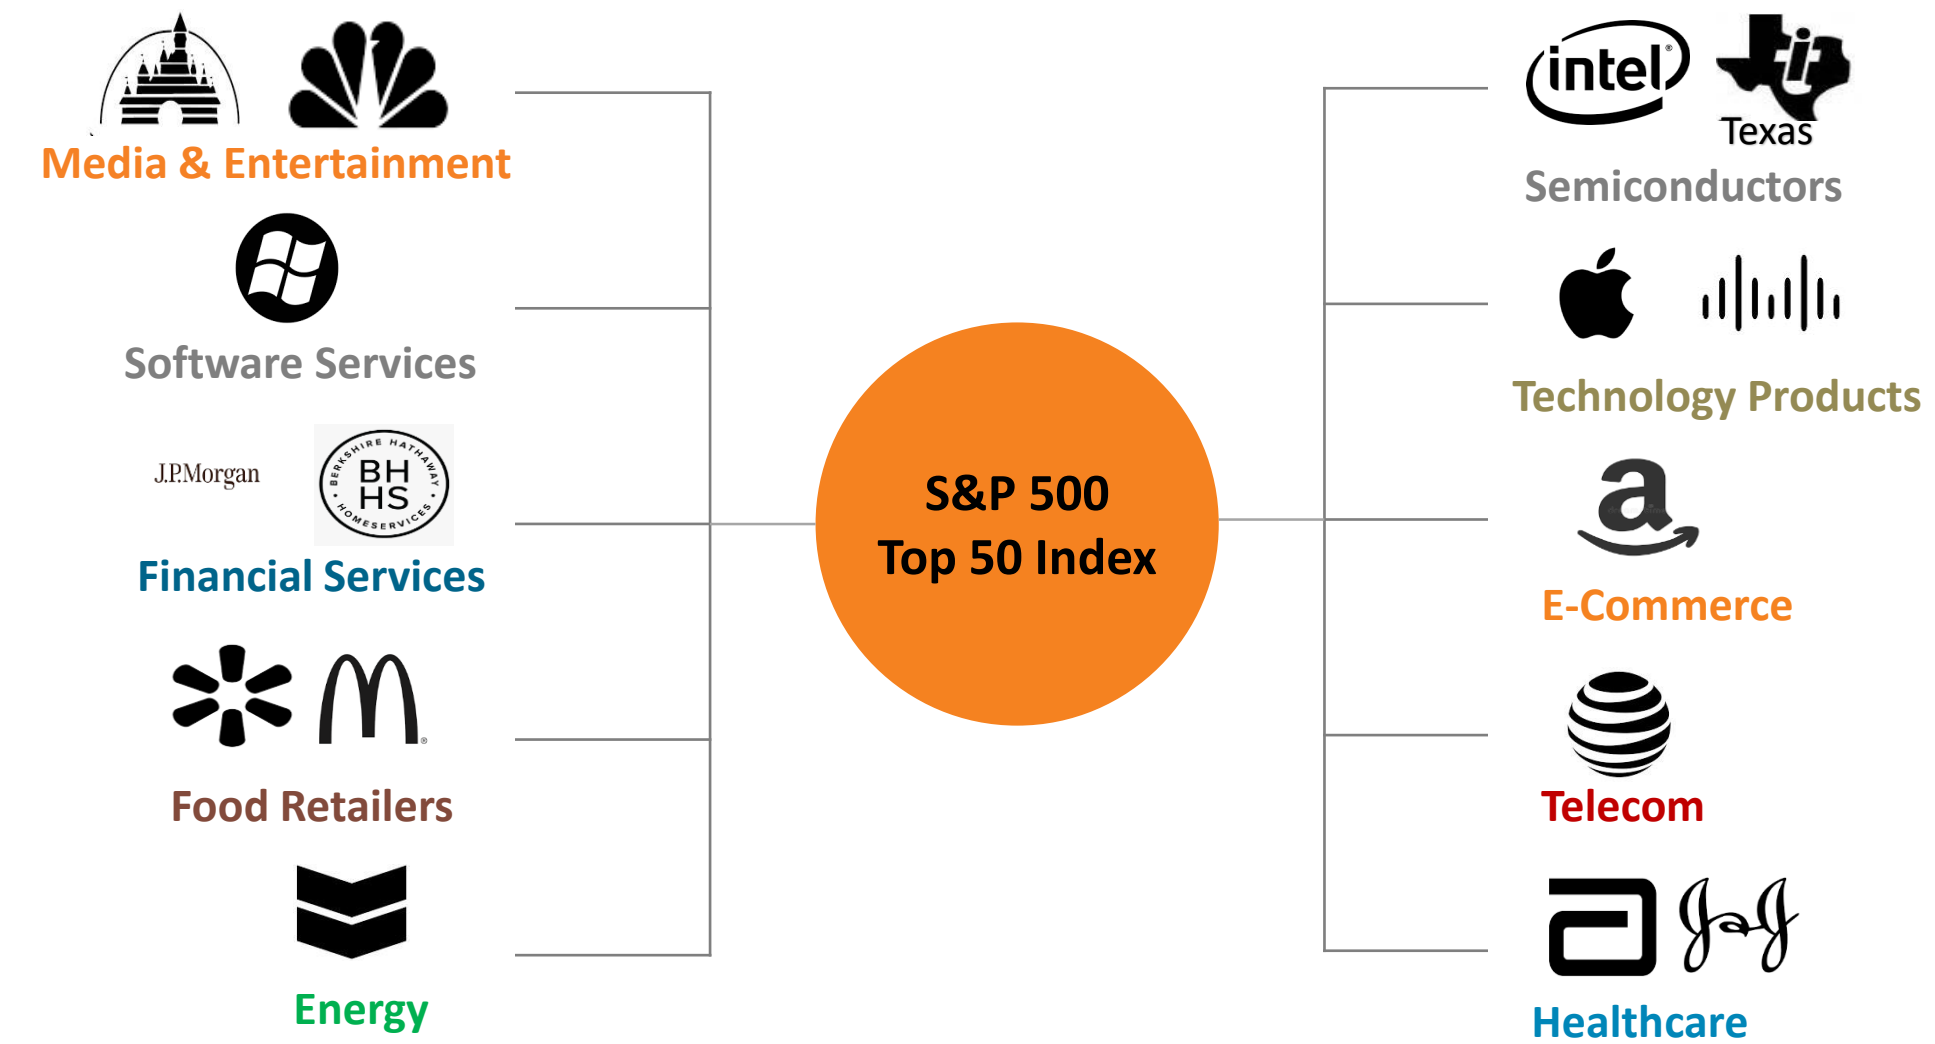 Media & Entertainment
Software Services
J.P.Morgan
BERKSHIRE HATHAWAY
BH
HS
HOMESERVICES
Financial Services
Food Retailers
Energy
S&P 500
Top 50 Index
intel®
Texas
Semiconductors
Technology Products
a
E-Commerce
Telecom
J&J
Healthcare